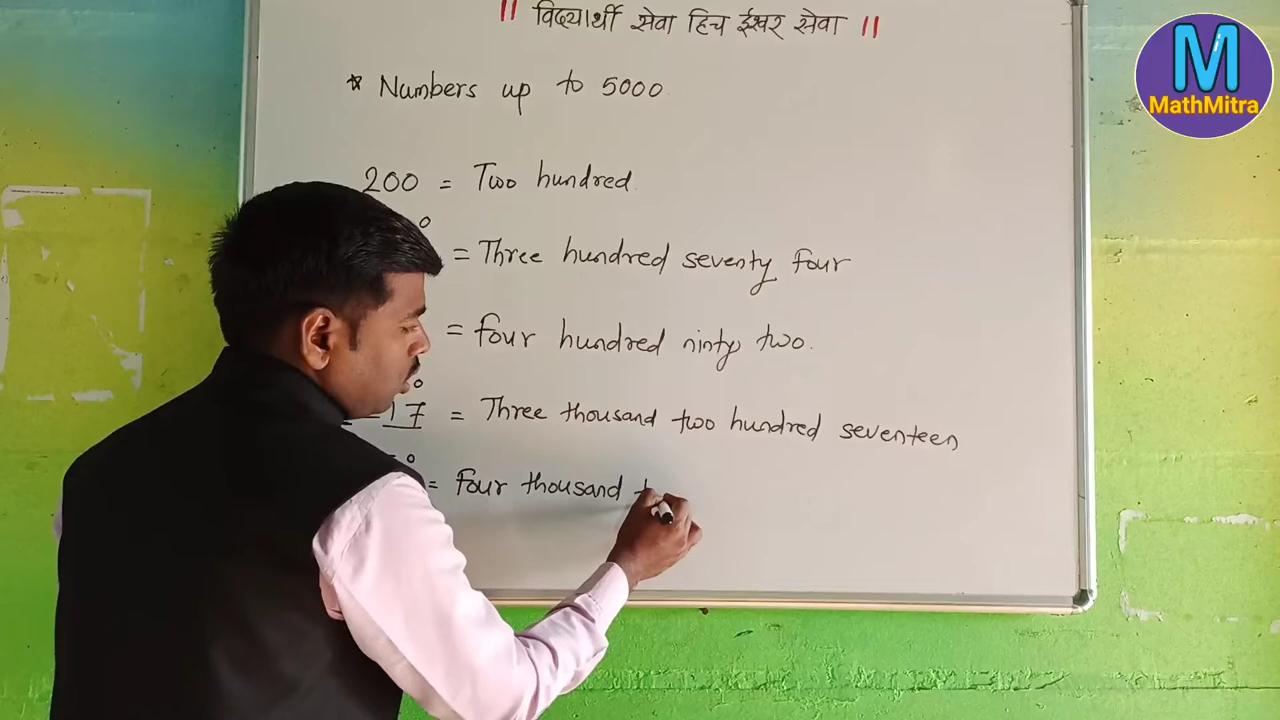 || विद्यार्थी सेवा हिच ईश्वर सेवा ||
M
MathMitra
* Numbers up to 5000
200 = Two hundred
= Three hundred seventy four
= four hundred ninty two.
17 = Three thousand two hundred seventeen
= four thousand t